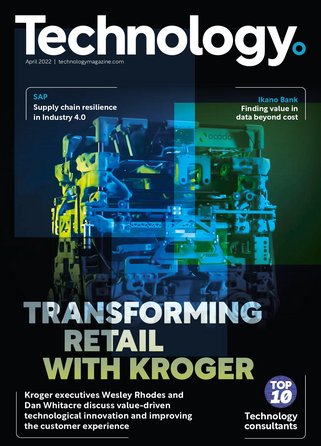 Technology.
April 2022 | technologymagazine.com
SAP
Supply chain resilience
in Industry 4.0
Ikano Bank
Finding value in
data beyond cost
ocado
TRANSFORMING
RETAIL
WITH KROGER
Kroger executives Wesley Rhodes and
Dan Whitacre discuss value-driven
technological innovation and improving
the customer experience
TOP
10
Technology
consultants